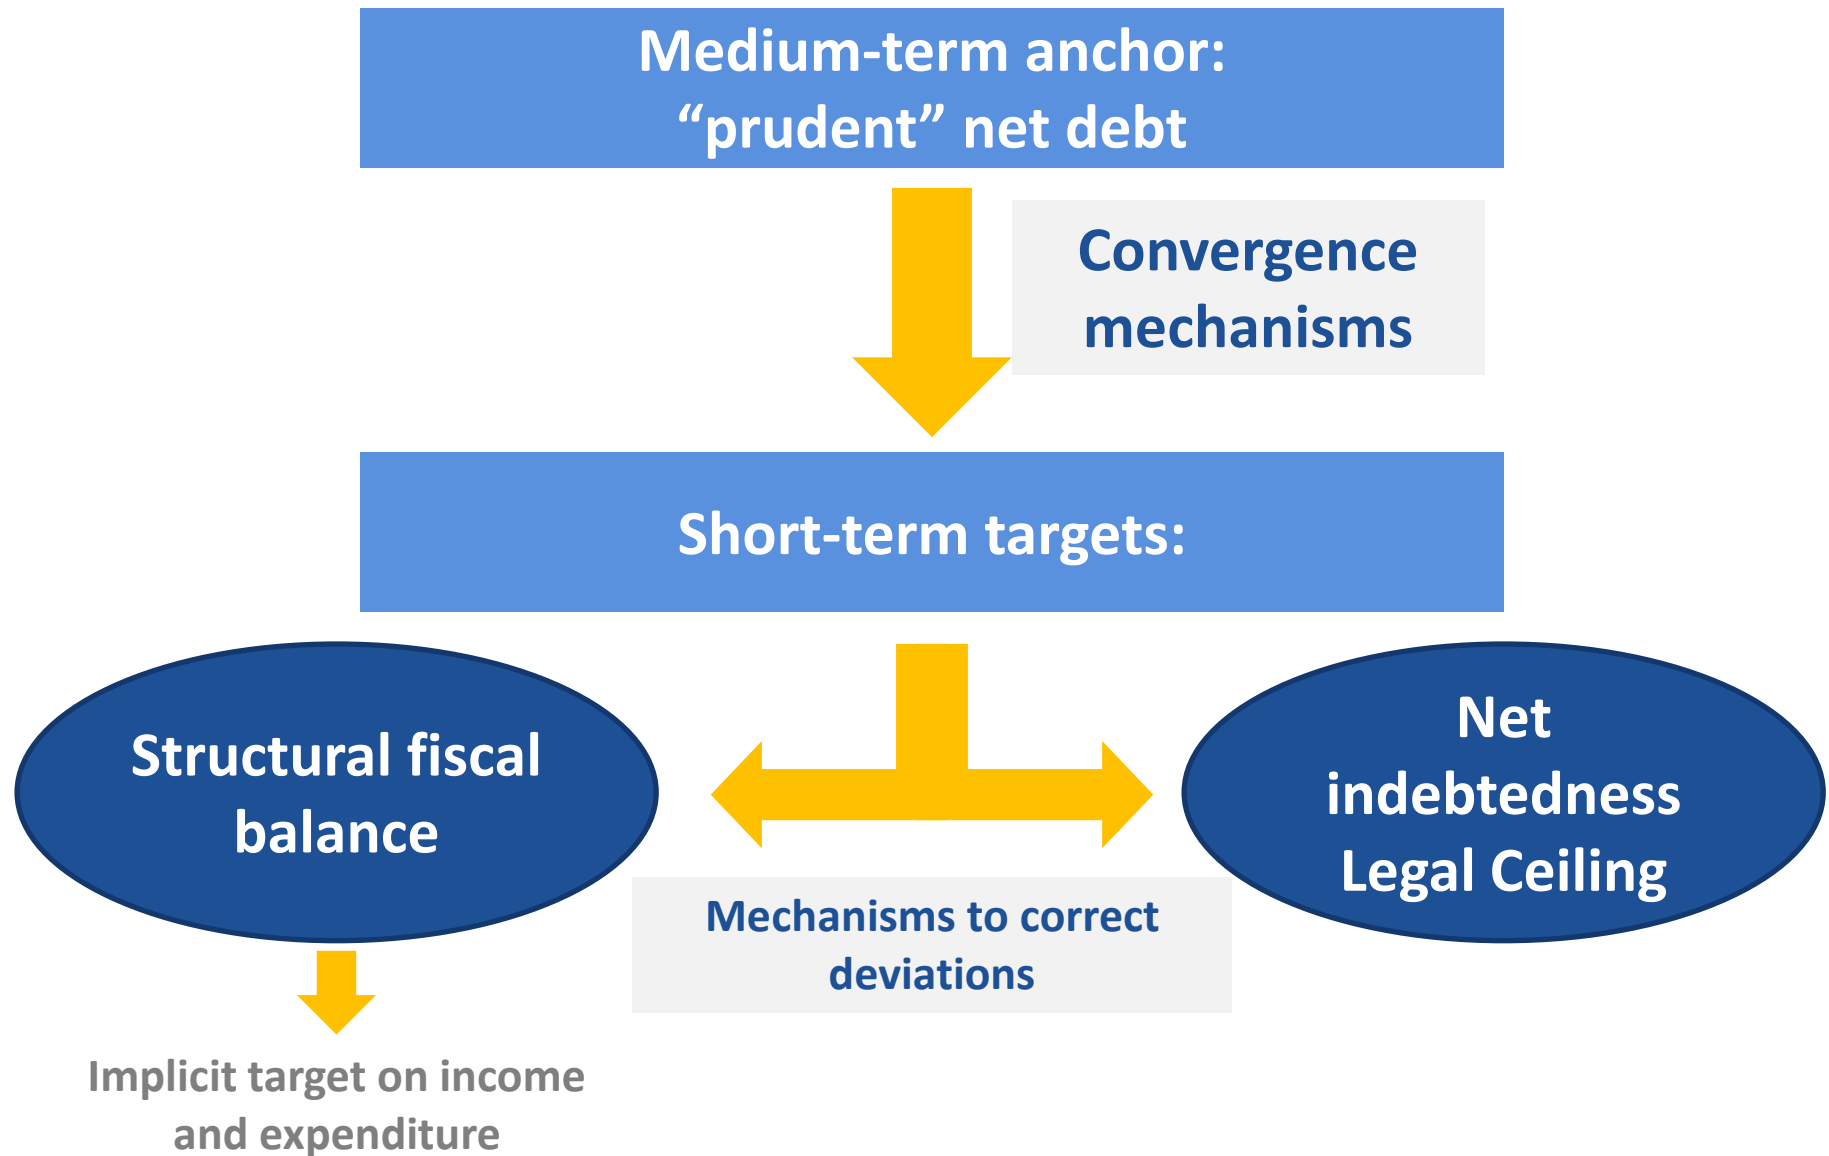 Medium-term anchor:
“prudent” net debt
Convergence
mechanisms
Short-term targets:
Structural fiscal
balance
Net
indebtedness
Legal Ceiling
Mechanisms to correct
deviations
Implicit target on income
and expenditure